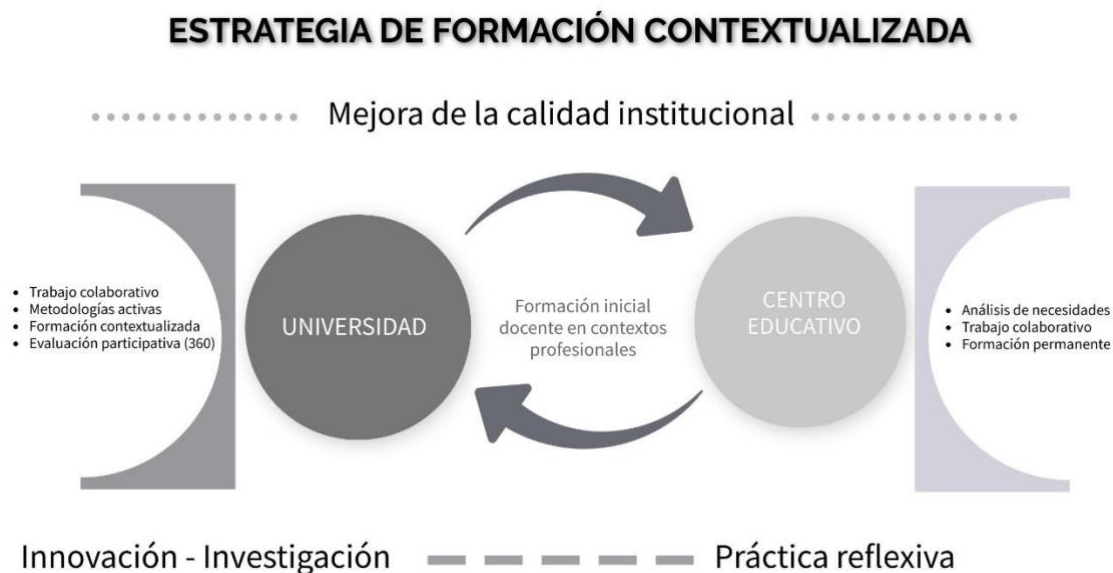 ESTRATEGIA DE FORMACIÓN CONTEXTUALIZADA
Mejora de la calidad institucional
• Trabajo colaborativo
• Metodologías activas
• Formación contextualizada
• Evaluación participativa (360)
UNIVERSIDAD
Formación inicial
docente en contextos
profesionales
CENTRO
EDUCATIVO
• Análisis de necesidades
• Trabajo colaborativo
• Formación permanente
Innovación - Investigación
Práctica reflexiva